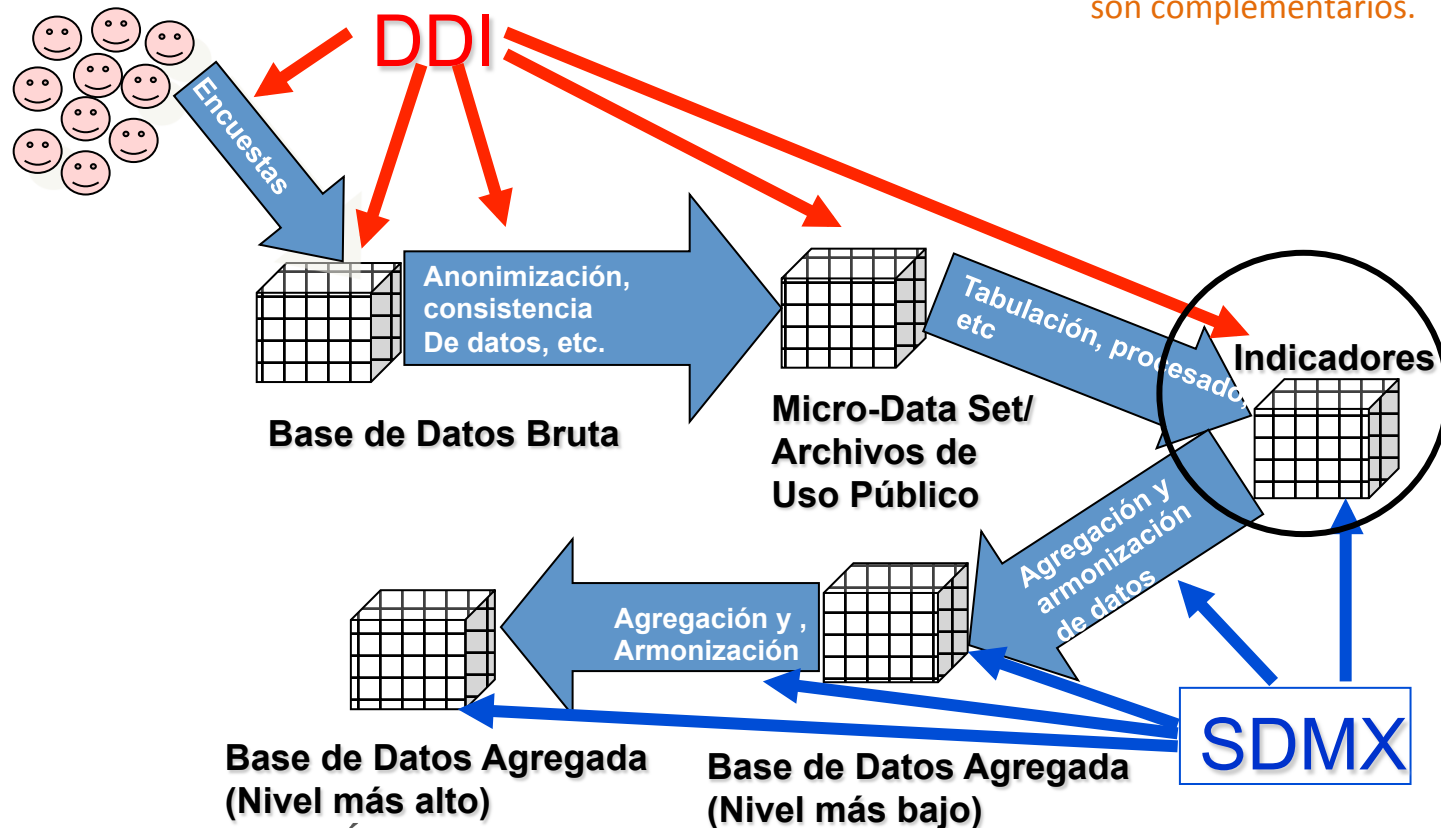 son complementarios.
DDI
Encuestas
Anonimización,
consistencia
De datos, etc.
Tabulación, procesado,
etc
Indicadores
Base de Datos Bruta
Micro-Data Set/
Archivos de
Uso Público
Agregación y
armonización
de datos
Agregación y ,
Armonización
SDMX
Base de Datos Agregada
(Nivel más alto)
Base de Datos Agregada
(Nivel más bajo)